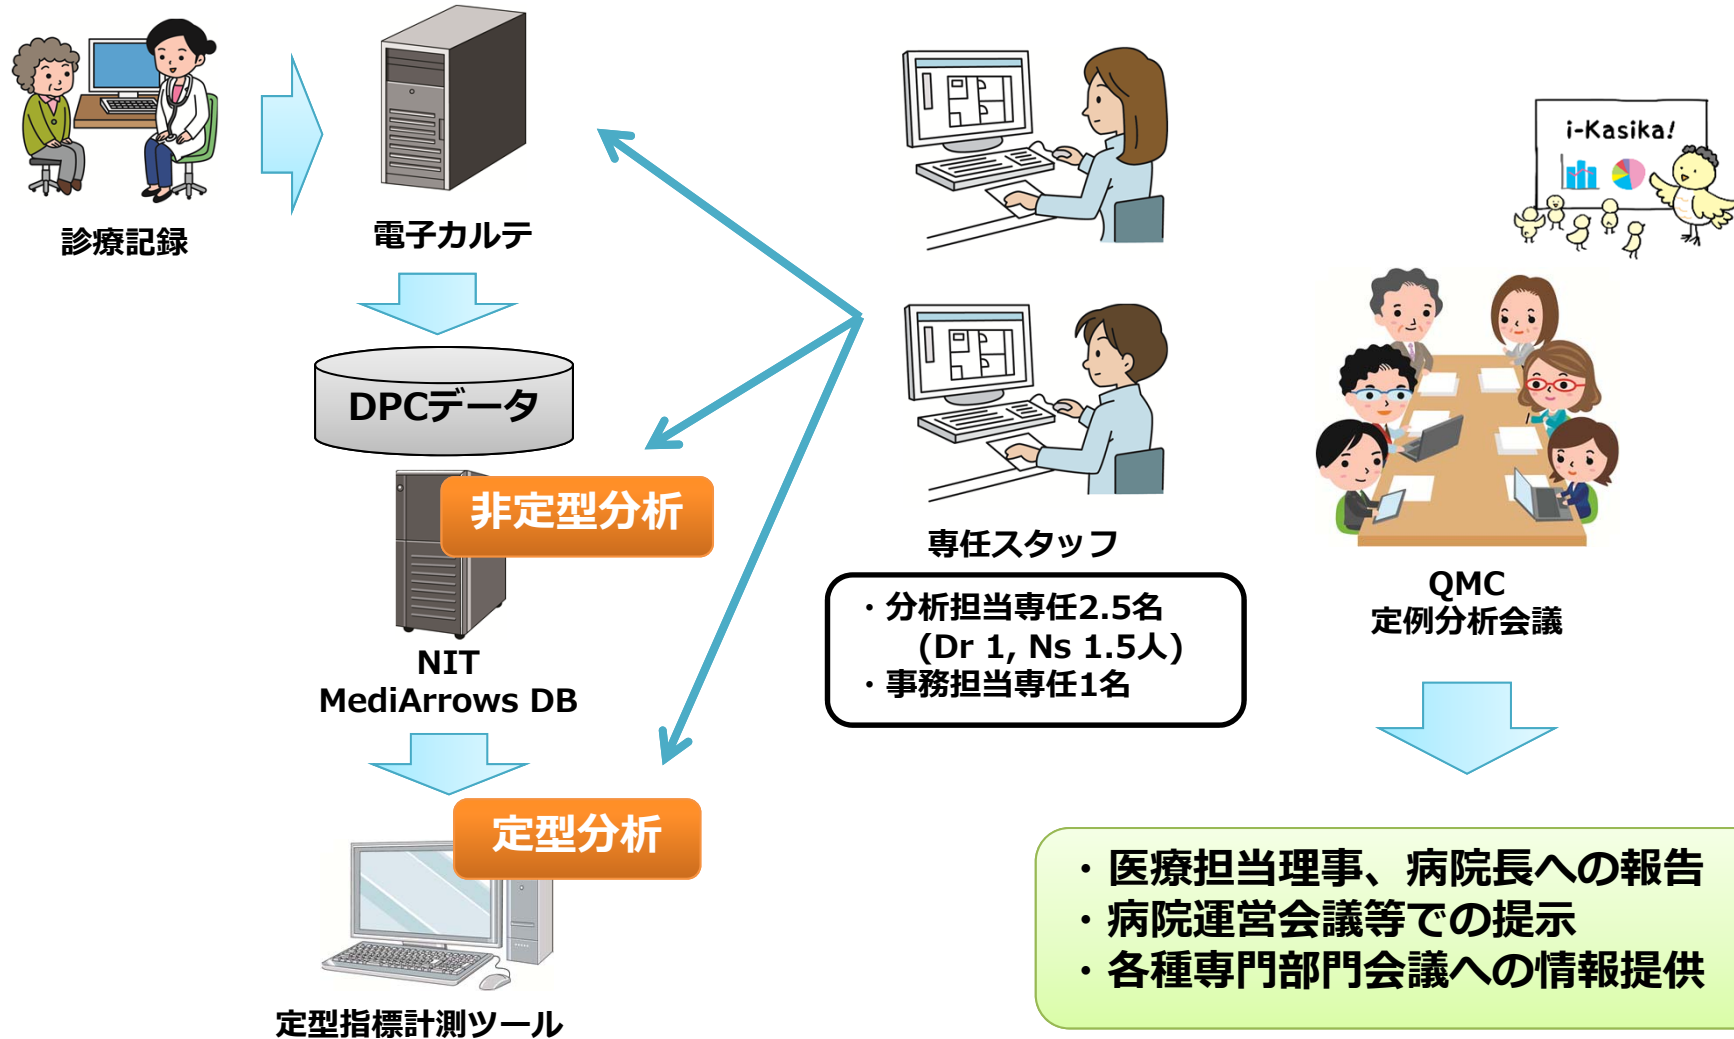 診療記録
電子カルテ
DPCデータ
非定型分析
NIT
MediArrows DB
定型分析
定型指標計測ツール
専任スタッフ
・分析担当専任2.5名
(Dr 1, Ns 1.5人)
・事務担当専任1名
i-Kasika!
QMC
定例分析会議
・医療担当理事、病院長への報告
・病院運営会議等での提示
・各種専門部門会議への情報提供